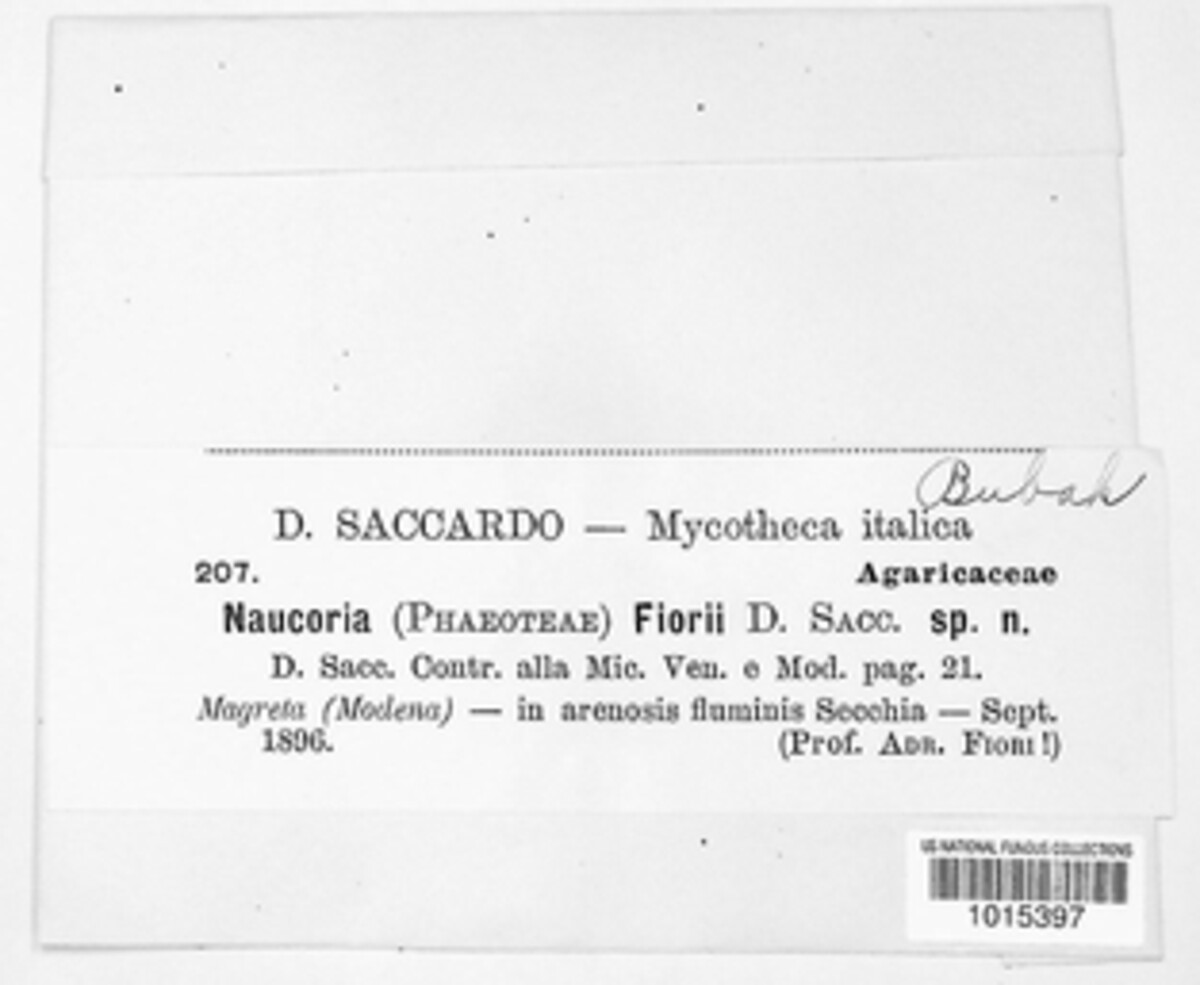 Bubak
D. SACCARDO — Mycotheca italica
207. Agaricaceae
Naucoria (PHAEOTEAE) Fiorii D. SACC. sp. n.
D. Sacc. Contr. alla Mic. Ven. e Mod. pag. 21.
Magreta (Modena) — in arenosis fluminis Secchia — Sept.
1896. (Prof. ADR. FIORI!)
US NATIONAL FUNGUS COLLECTIONS
1015397